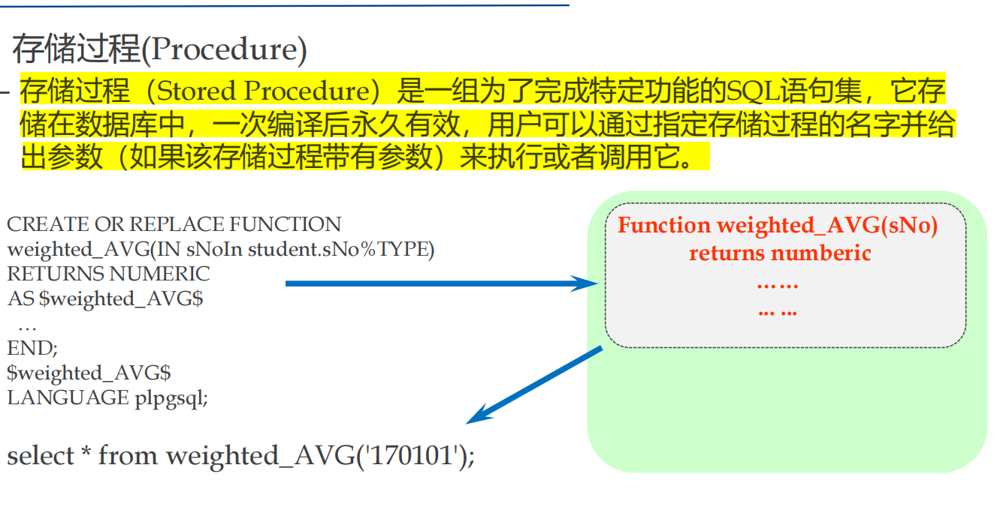 存储过程(Procedure)
– 存储过程（Stored Procedure）是一组为了完成特定功能的SQL语句集，它存
储在数据库中，一次编译后永久有效，用户可以通过指定存储过程的名字并给
出参数（如果该存储过程带有参数）来执行或者调用它。
CREATE OR REPLACE FUNCTION
weighted_AVG(IN sNoIn student.sNo%TYPE)
RETURNS NUMERIC
AS $weighted_AVG$
…
END;
$weighted_AVG$
LANGUAGE plpgsql;
select * from weighted_AVG('170101');
Function weighted_AVG(sNo)
returns numberic
……
... ...